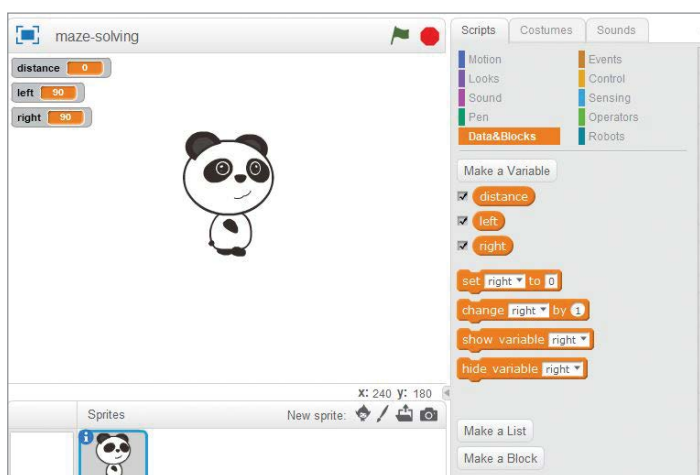 maze-solving
distance 0
left 90
right 90
x: 240 y: 180
Sprites
New sprite:
Scripts Costumes Sounds
Motion Events
Looks Control
Sound Sensing
Pen Operators
Data&Blocks Robots
Make a Variable
distance
left
right
set right to 0
change right by 1
show variable right
hide variable right
Make a List
Make a Block